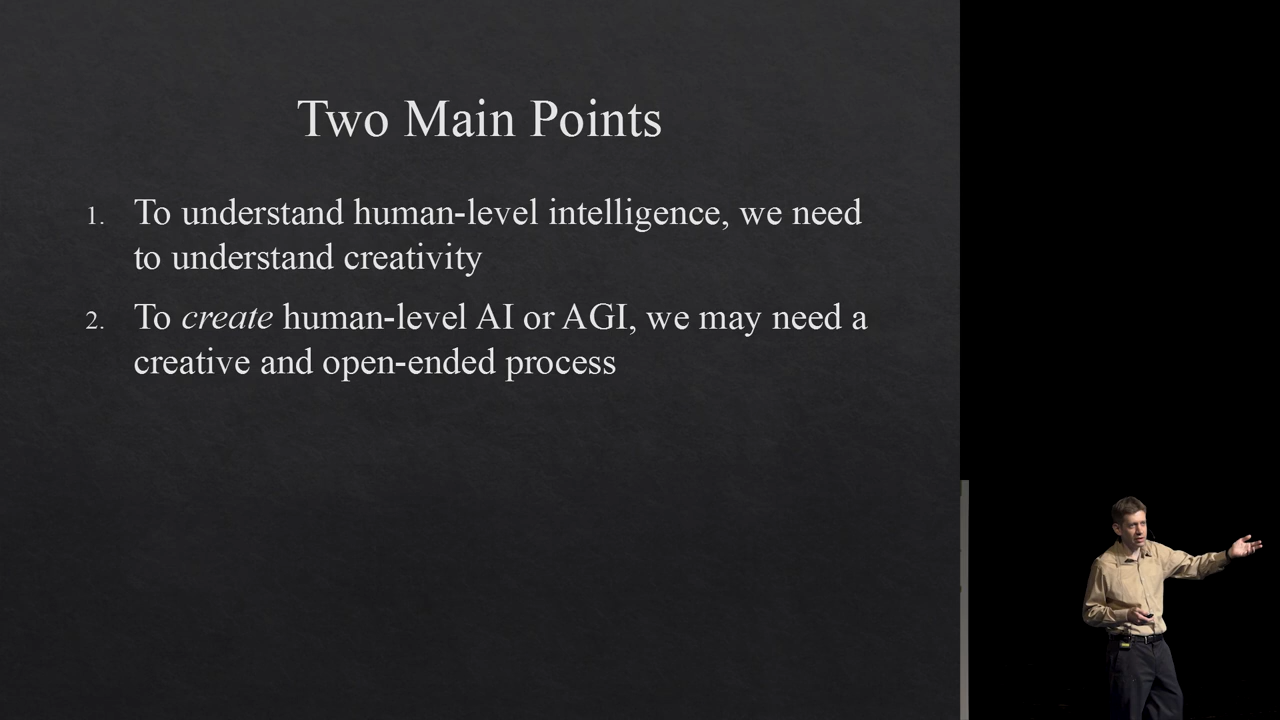 Two Main Points
1. To understand human-level intelligence, we need
to understand creativity
2. To create human-level AI or AGI, we may need a
creative and open-ended process